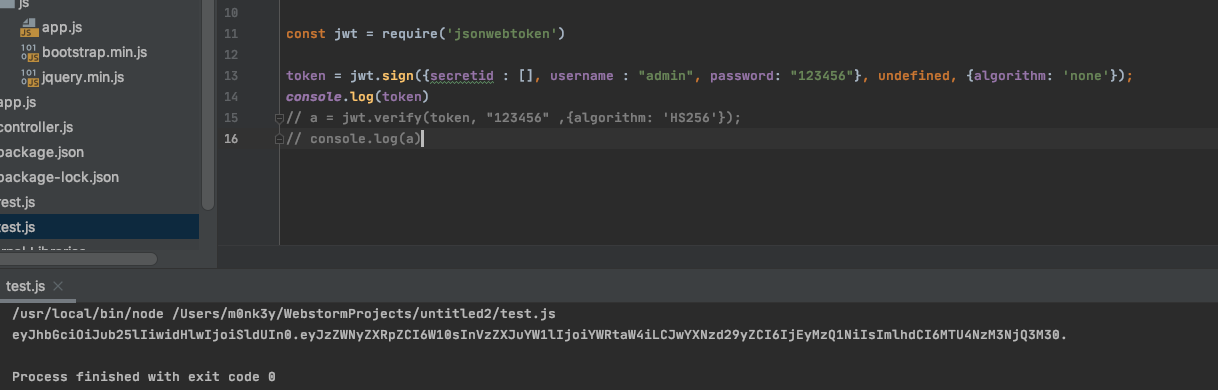 js
app.js
bootstrap.min.js
jquery.min.js
app.js
controller.js
package.json
package-lock.json
rest.js
test.js
10
11 const jwt = require('jsonwebtoken')
12
13 token = jwt.sign({secretid : [], username : "admin", password: "123456"}, undefined, {algorithm: 'none'});
14 console.log(token)
15 // a = jwt.verify(token, "123456" ,{algorithm: 'HS256'});
16 // console.log(a)
test.js
/usr/local/bin/node /Users/m0nk3y/WebstormProjects/untitled2/test.js
eyJhbGciOiJub25lIiwidHlwIjoiSldUIn0.eyJzZWNyZXRpZCI6W10sInVzZXJuYW1lIjoiYWRtaW4iLCJwYXNzd29yZCI6IjEyMzQ1NiIsImlhdCI6MTU4NzM3NjQ3M30.
Process finished with exit code 0